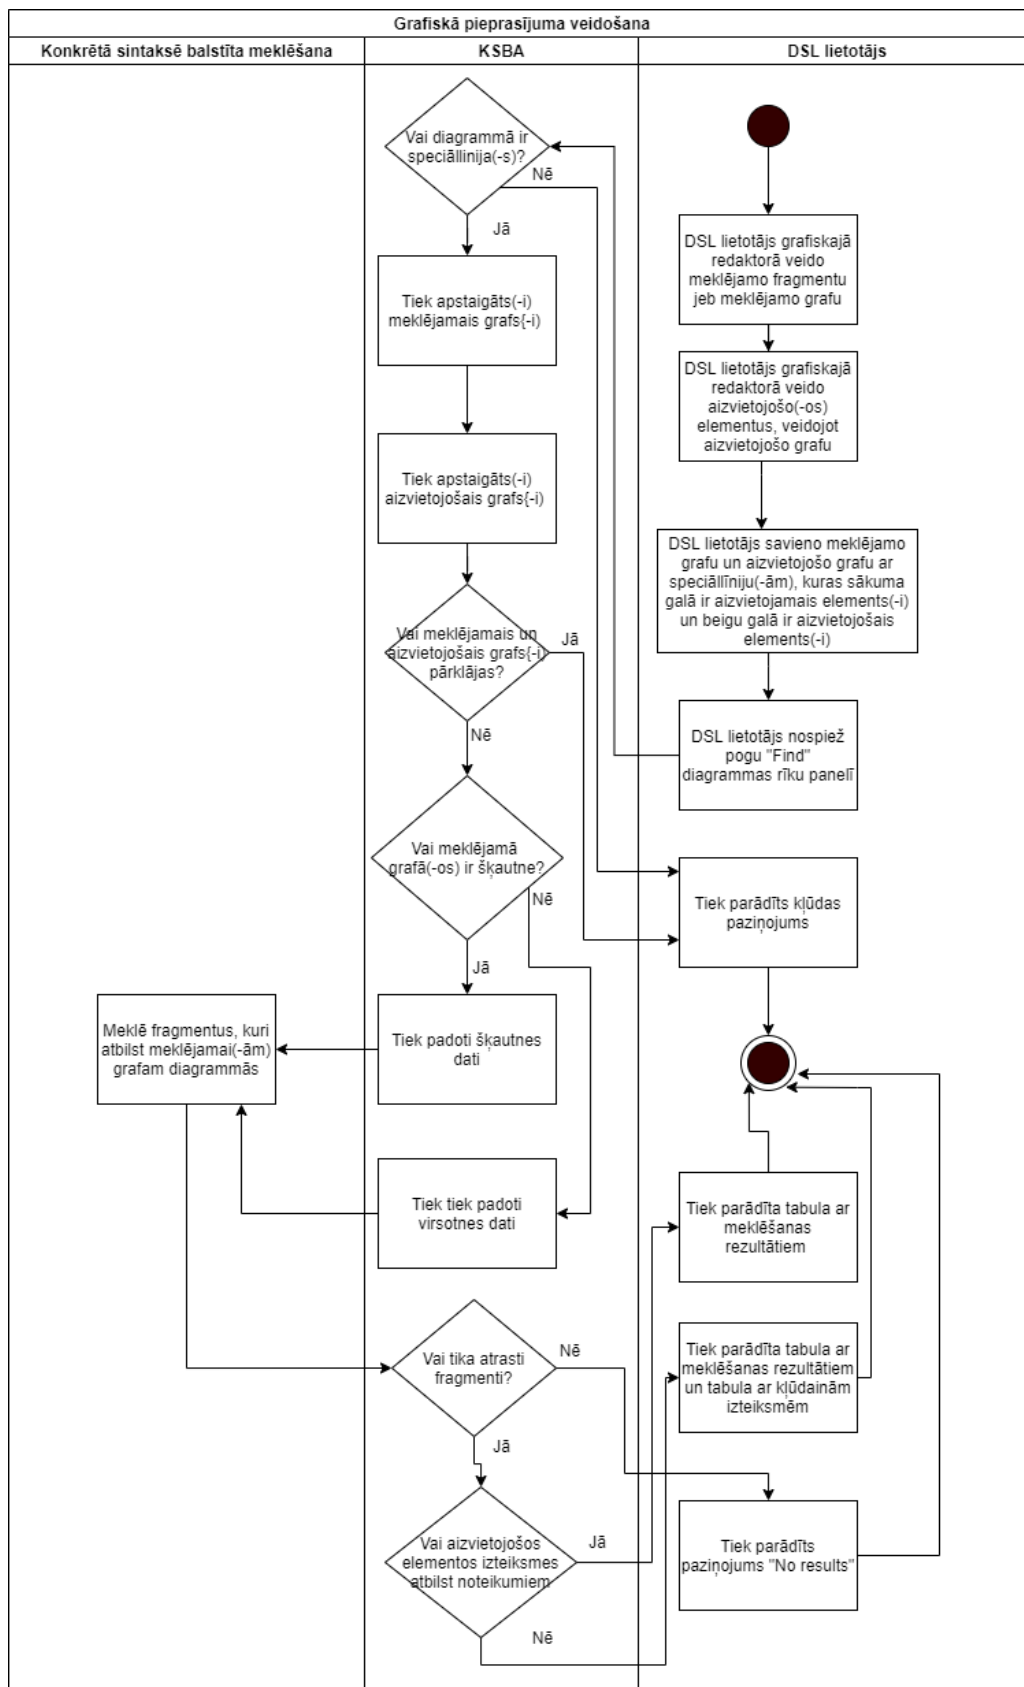 Grafiskā pieprasījuma veidošana
Konkrētā sintaksē balstīta meklēšana
KSBA
DSL lietotājs
Vai diagrammā ir
speciāllinija(-s)?
Nē
Jā
DSL lietotājs grafiskajā
redaktorā veido
meklējamo fragmentu
jeb meklējamo grafu
Tiek apstaigāts(-i)
meklējamais grafs{-i)
DSL lietotājs grafiskajā
redaktorā veido
aizvietojošo(-os)
elementus, veidojot
aizvietojošo grafu
Tiek apstaigāts(-i)
aizvietojošais grafs{-i)
DSL lietotājs savieno meklējamo
grafu un aizvietojošo grafu ar
speciāllīniju(-ām), kuras sākuma
galā ir aizvietojamais elements(-i)
un beigu galā ir aizvietojošais
elements(-i)
Vai meklējamais un
aizvietojošais grafs{-i)
pārklājas?
Jā
Nē
DSL lietotājs nospiež
pogu "Find"
diagrammas rīku panelī
Vai meklējamā
grafā(-os) ir šķautne?
Nē
Jā
Tiek parādīts kļūdas
paziņojums
Meklē fragmentus, kuri
atbilst meklējamai(-ām)
grafam diagrammās
Tiek padoti šķautnes
dati
Tiek tiek padoti
virsotnes dati
Tiek parādīta tabula ar
meklēšanas
rezultātiem
Vai tika atrasti
fragmenti?
Nē
Jā
Tiek parādīta tabula ar
meklēšanas rezultātiem
un tabula ar kļūdainām
izteiksmēm
Vai aizvietojošos
elementos izteiksmes
atbilst noteikumiem
Jā
Nē
Tiek parādīts
paziņojums "No results"